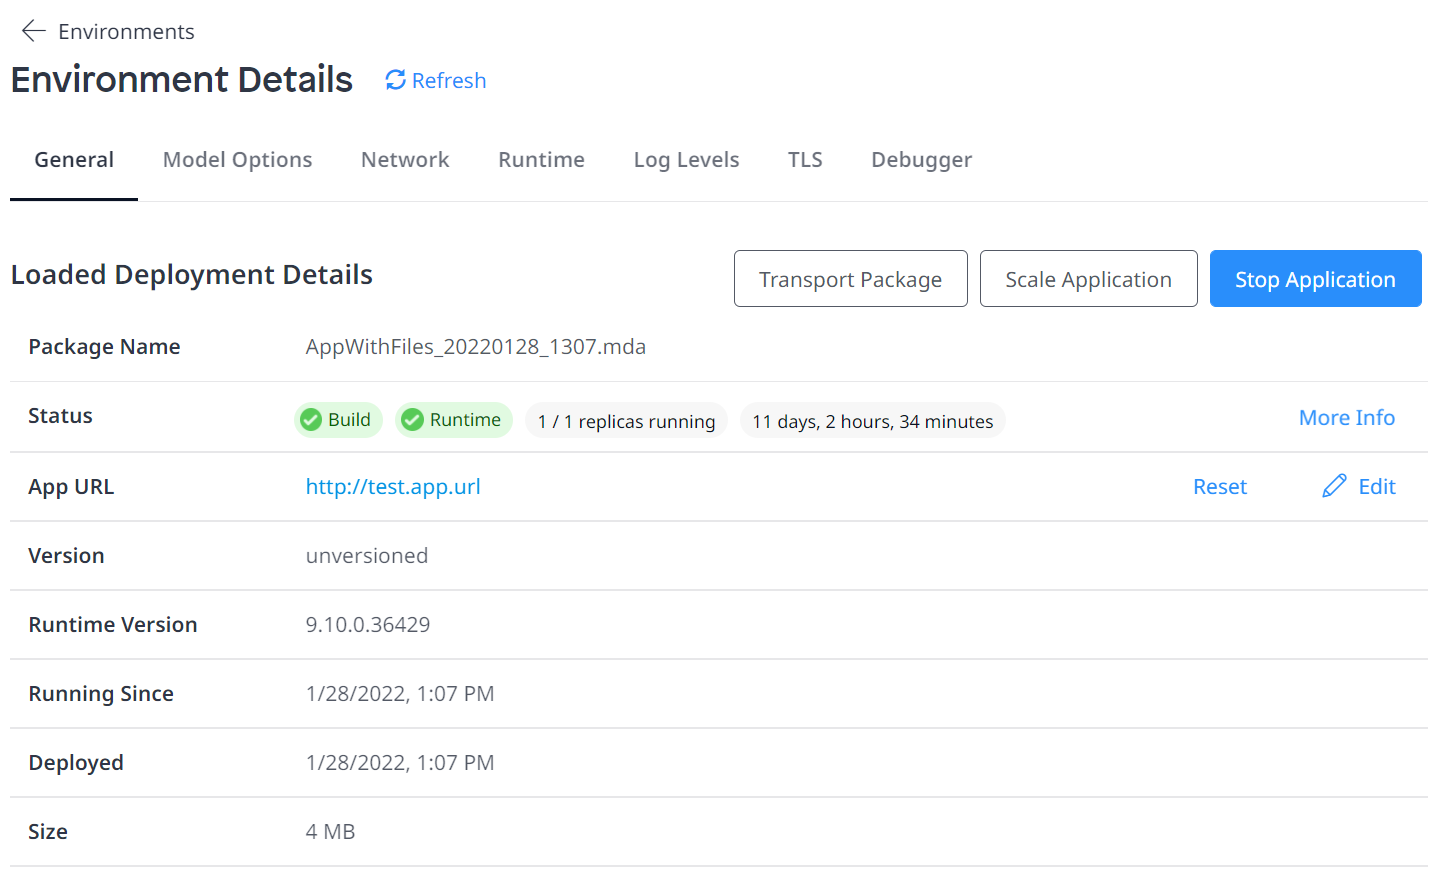 Environments
Environment Details Refresh
General Model Options Network Runtime Log Levels TLS Debugger
Loaded Deployment Details Transport Package Scale Application Stop Application
Package Name AppWithFiles_20220128_1307.mda
Status Build Runtime 1 / 1 replicas running 11 days, 2 hours, 34 minutes More Info
App URL http://test.app.url Reset Edit
Version unversioned
Runtime Version 9.10.0.36429
Running Since 1/28/2022, 1:07 PM
Deployed 1/28/2022, 1:07 PM
Size 4 MB